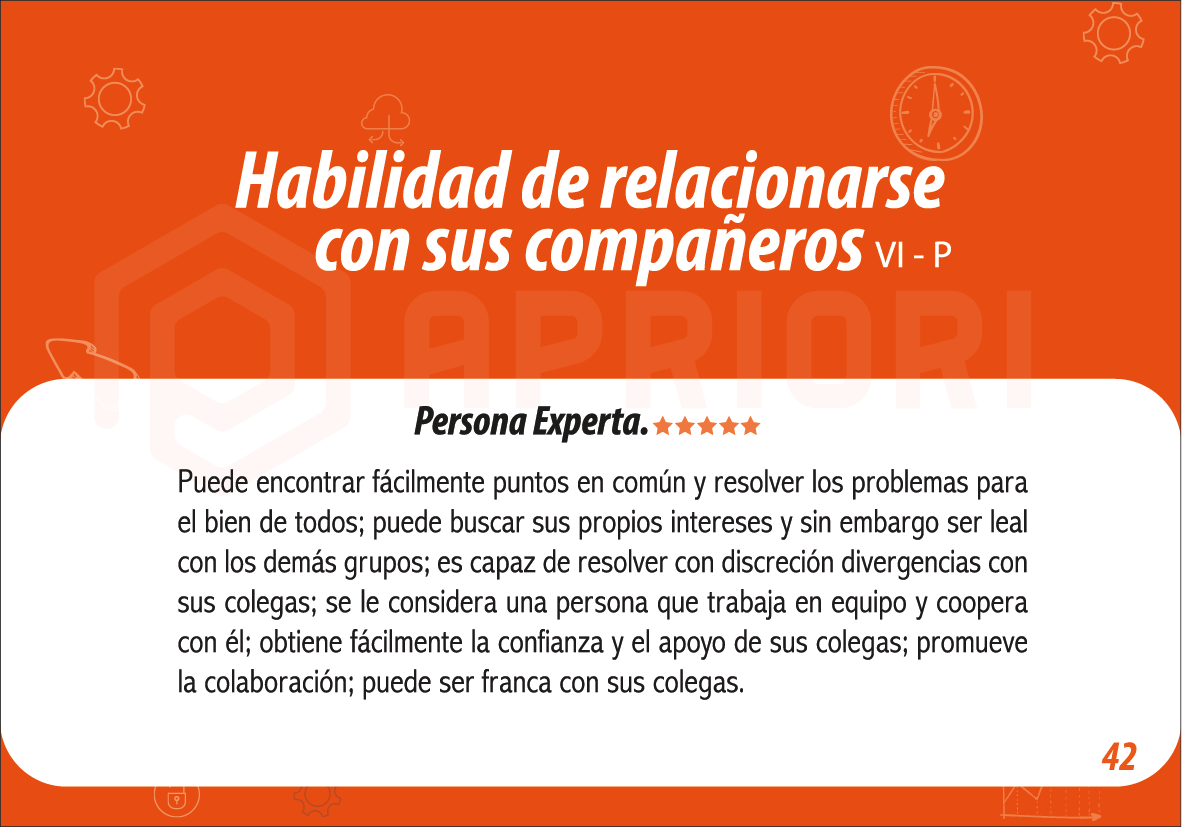 Habilidad de relacionarse
con sus compañeros VI - P
APRIORI
Persona Experta.
Puede encontrar fácilmente puntos en común y resolver los problemas para
el bien de todos; puede buscar sus propios intereses y sin embargo ser leal
con los demás grupos; es capaz de resolver con discreción divergencias con
sus colegas; se le considera una persona que trabaja en equipo y coopera
con él; obtiene fácilmente la confianza y el apoyo de sus colegas; promueve
la colaboración; puede ser franca con sus colegas.
42